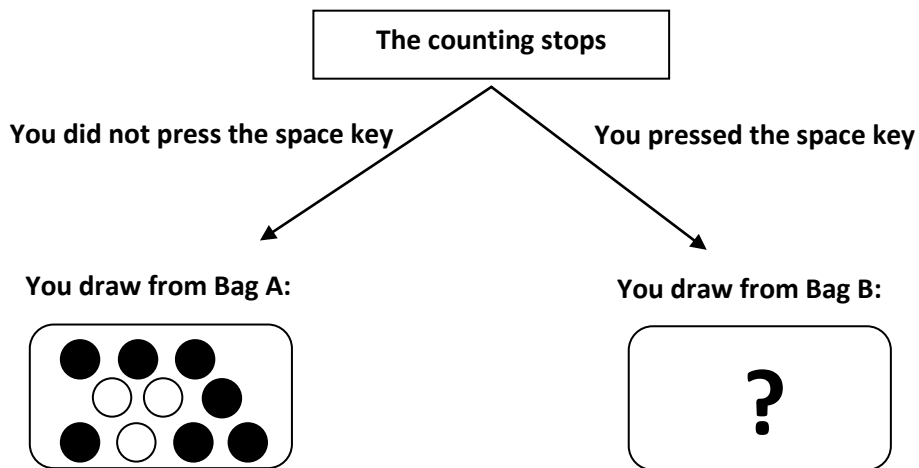 The counting stops
You did not press the space key
You pressed the space key
You draw from Bag A:
You draw from Bag B:
?